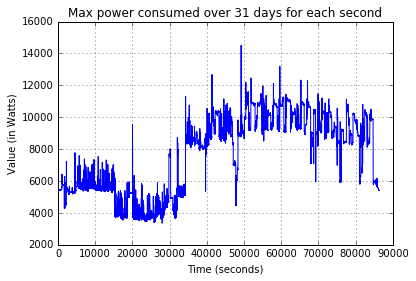 Max power consumed over 31 days for each second
16000
14000
12000
10000
8000
6000
4000
2000
Value (in Watts)
0 10000 20000 30000 40000 50000 60000 70000 80000 90000
Time (seconds)